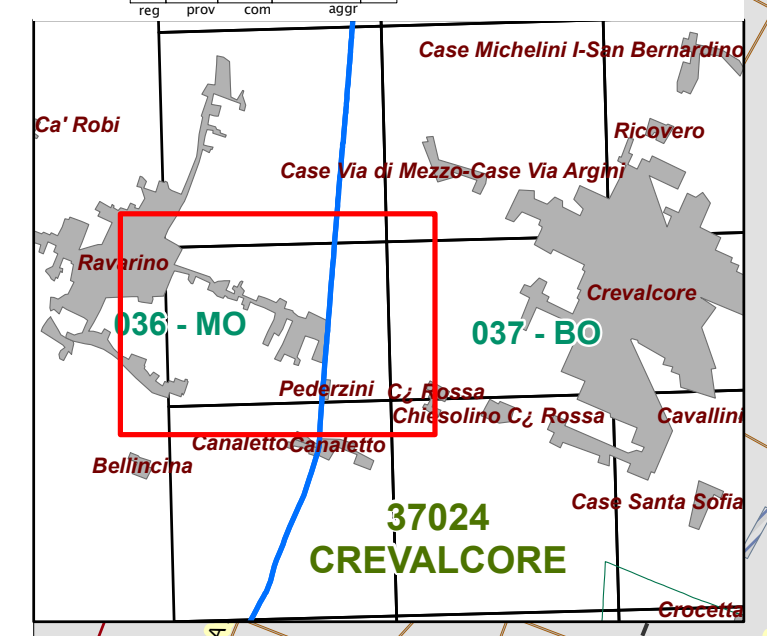 reg prov com aggr
Case Michelini I-San Bernardino
Ca' Robi
Ricovero
Case Via di Mezzo-Case Via Argini
Ravarino
Crevalcore
036 - MO
037 - BO
Pederzini
C¿ Rossa
Chiesolino C¿ Rossa
Cavallini
Canaletto
Canaletto
Bellincina
Case Santa Sofia
37024
CREVALCORE
Crocetta